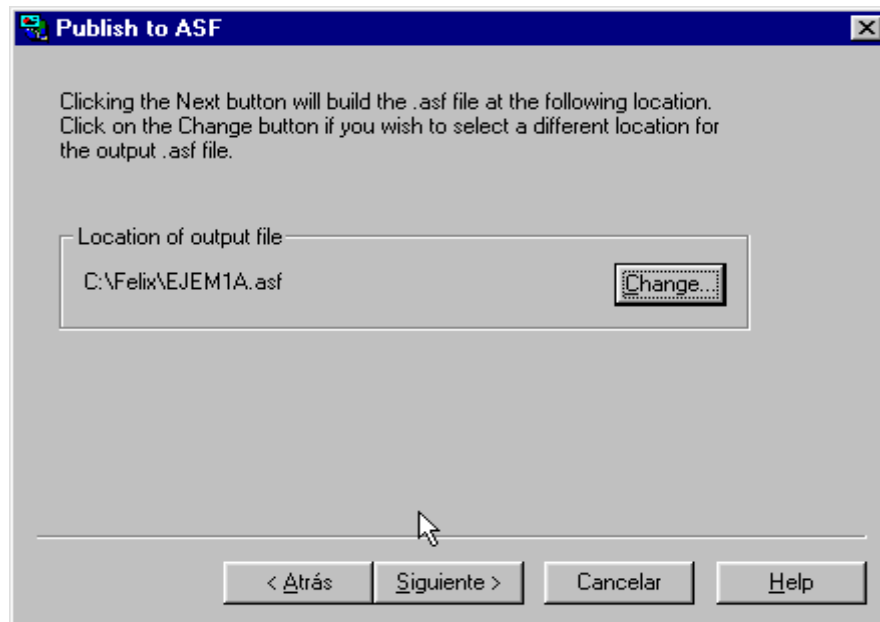 Publish to ASF
Clicking the Next button will build the .asf file at the following location.
Click on the Change button if you wish to select a different location for
the output .asf file.
Location of output file
C:\Felix\EJEM1A.asf
Change...
< Atrás
Siguiente >
Cancelar
Help